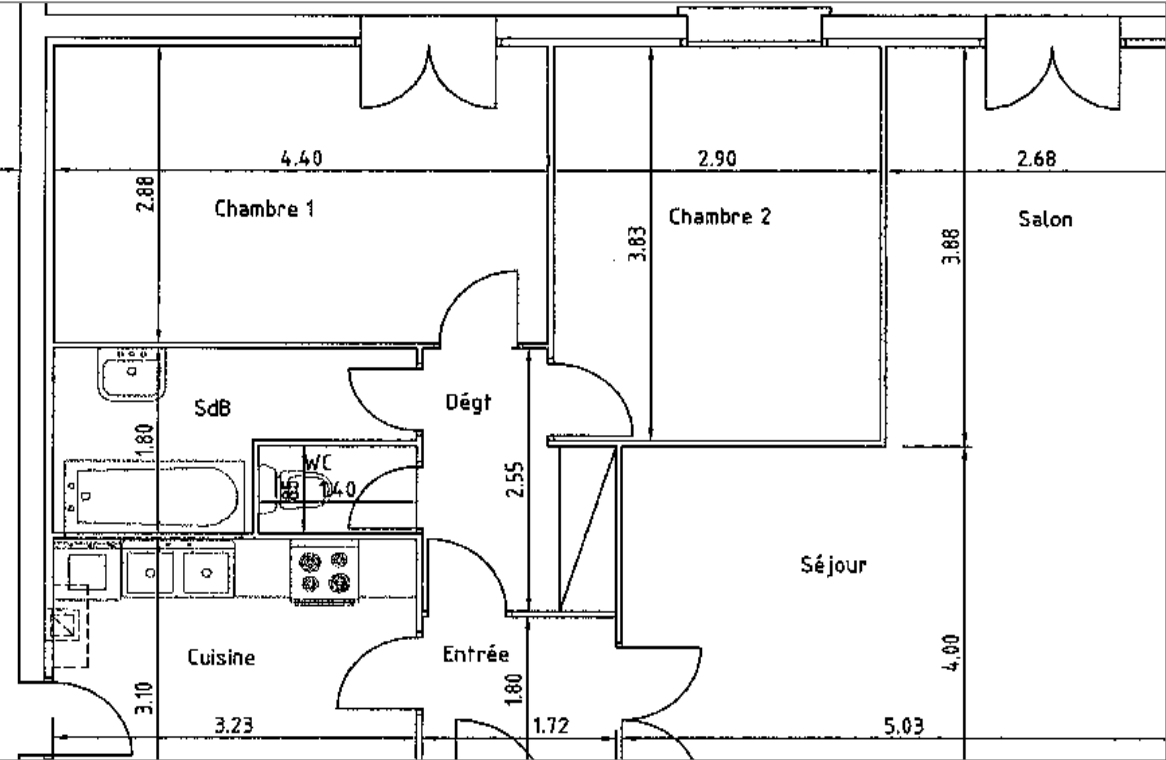 4.40
2.90
2.68
2.88
Chambre 1
Chambre 2
Salon
3.83
3.88
SdB
Dégt
1.80
WC
.85
1.40
2.55
Séjour
Cuisine
Entrée
4.00
3.10
1.80
3.23
1.72
5.03